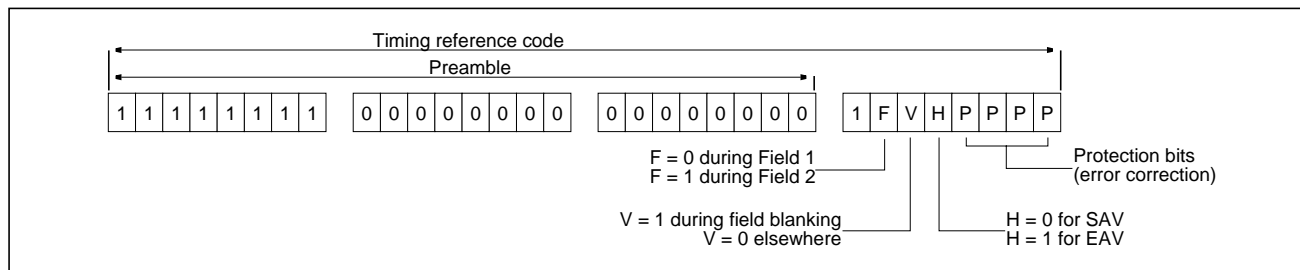 Timing reference code
Preamble
1 1 1 1 1 1 1 1 0 0 0 0 0 0 0 0 0 0 0 0 0 0 0 0 1 F V H P P P P
F = 0 during Field 1
F = 1 during Field 2
Protection bits
(error correction)
V = 1 during field blanking
V = 0 elsewhere
H = 0 for SAV
H = 1 for EAV